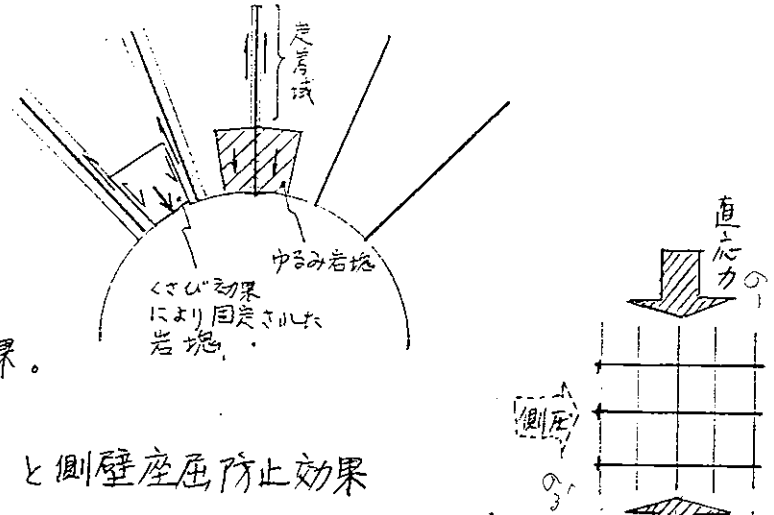 定着域
ゆるみ岩塊
くさび効果
により固定された
岩塊.
果。
と側壁座屈防止効果
直応力
σ1
側圧
σ3